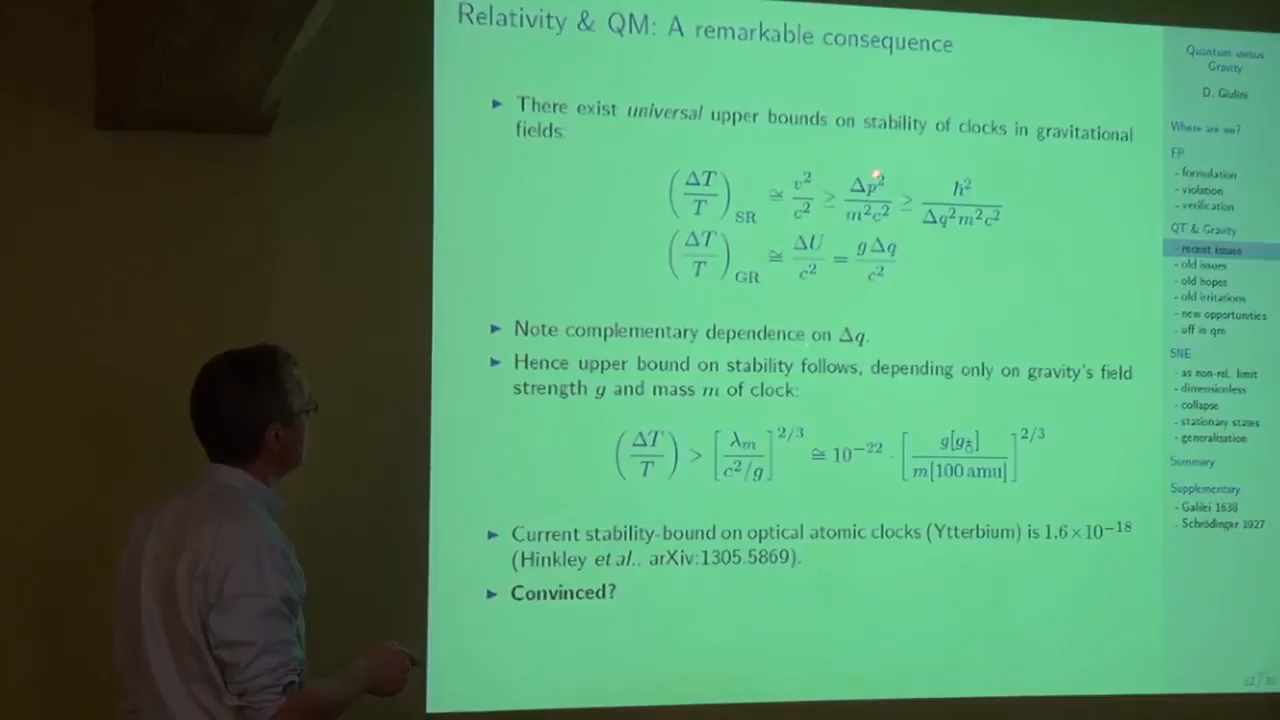 Relativity & QM: A remarkable consequence
► There exist universal upper bounds on stability of clocks in gravitational
fields:
(ΔT/T)_SR ≅ v²/c² ≥ Δp²/m²c² ≥ ℏ²/Δq²m²c²
(ΔT/T)_GR ≅ ΔU/c² = g Δq/c²
► Note complementary dependence on Δq.
► Hence upper bound on stability follows, depending only on gravity's field
strength g and mass m of clock:
(ΔT/T) > [λ_m/(c²/g)]^2/3 ≅ 10⁻²² · [g[g♁]/m[100 amu]]^2/3
► Current stability-bound on optical atomic clocks (Ytterbium) is 1.6×10⁻¹⁸
(Hinkley et al., arXiv:1305.5869).
► Convinced?
Quantum versus
Gravity
D. Giulini
Where are we?
EP
- formulation
- violation
- verification
QT & Gravity
- recent issues
- old issues
- old hopes
- old irritations
- new opportunities
- uff in qm
SNE
- as non-rel. limit
- dimensionless
- collapse
- stationary states
- generalisation
Summary
Supplementary
- Galilei 1638
- Schrödinger 1927